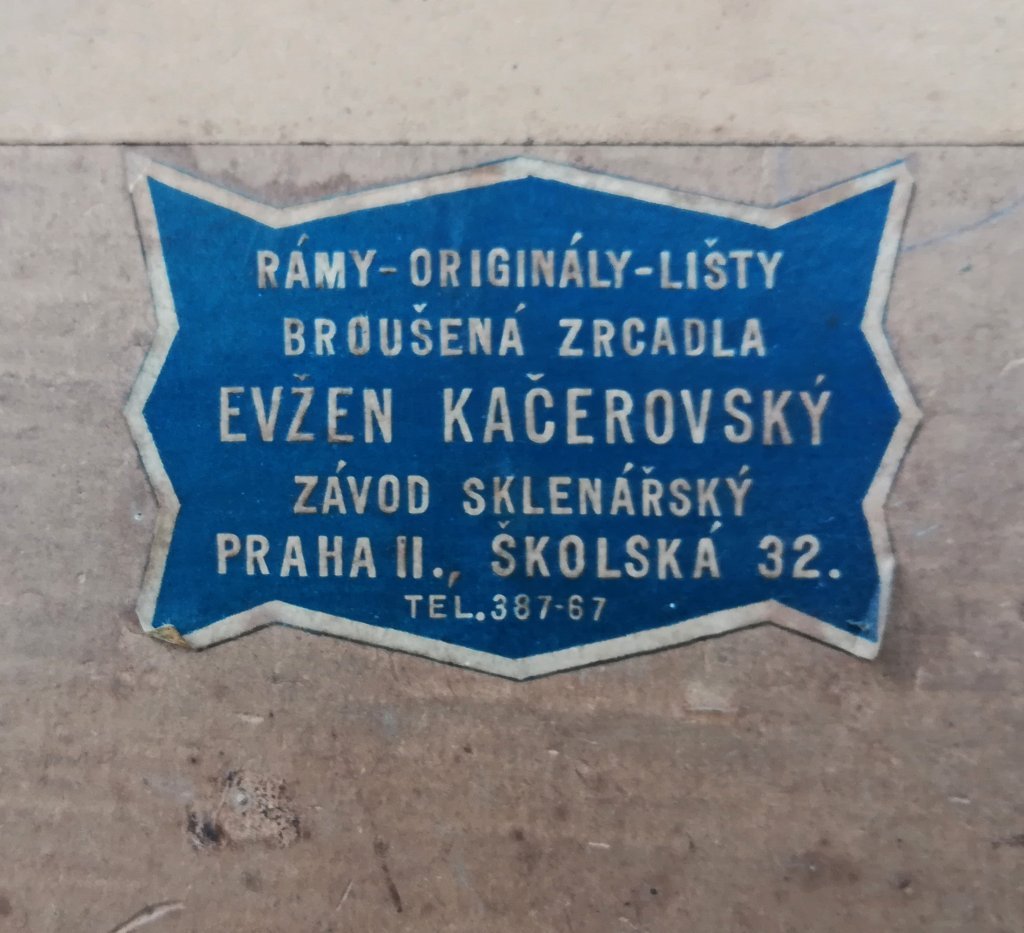 RÁMY-ORIGINÁLY-LIŠTY
BROUŠENÁ ZRCADLA
EVŽEN KAČEROVSKÝ
ZÁVOD SKLENÁŘSKÝ
PRAHA II., ŠKOLSKÁ 32.
TEL.387-67